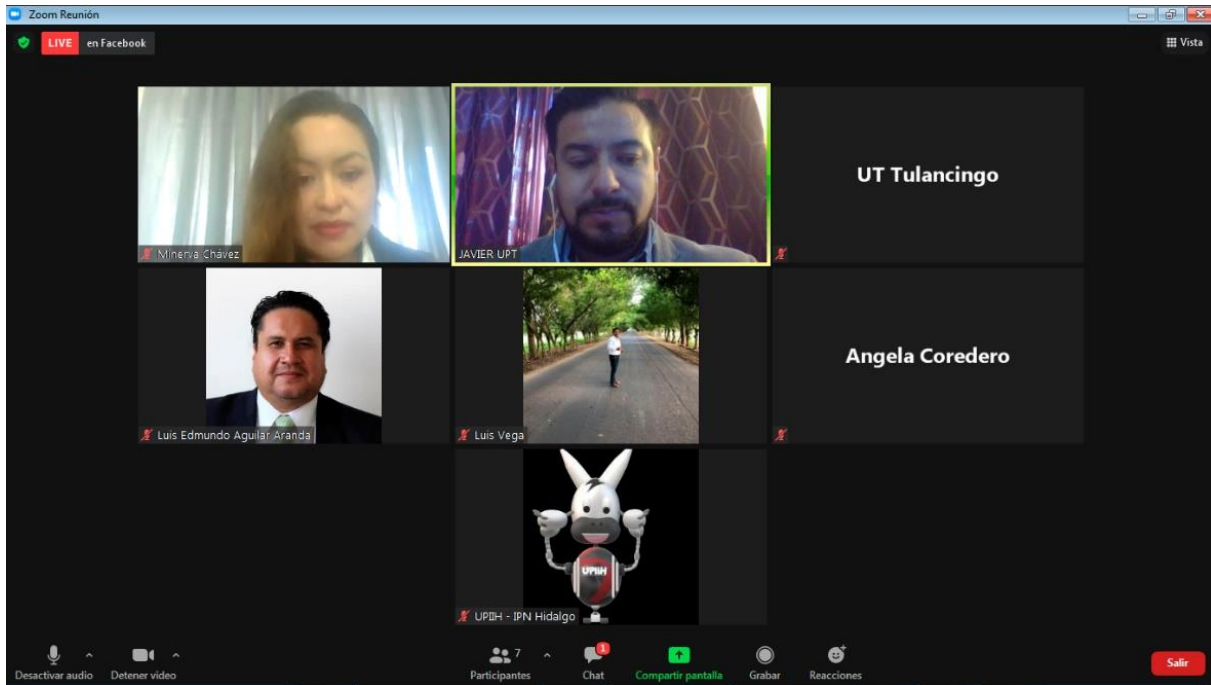 Zoom Reunión
LIVE en Facebook
Vista
Minerva Chávez
JAVIER UPT
UT Tulancingo
Luis Edmundo Aguilar Aranda
Luis Vega
Angela Coredero
UPIIH
UPIIH - IPN Hidalgo
Desactivar audio
Detener video
7
Participantes
1
Chat
Compartir pantalla
Grabar
Reacciones
Salir